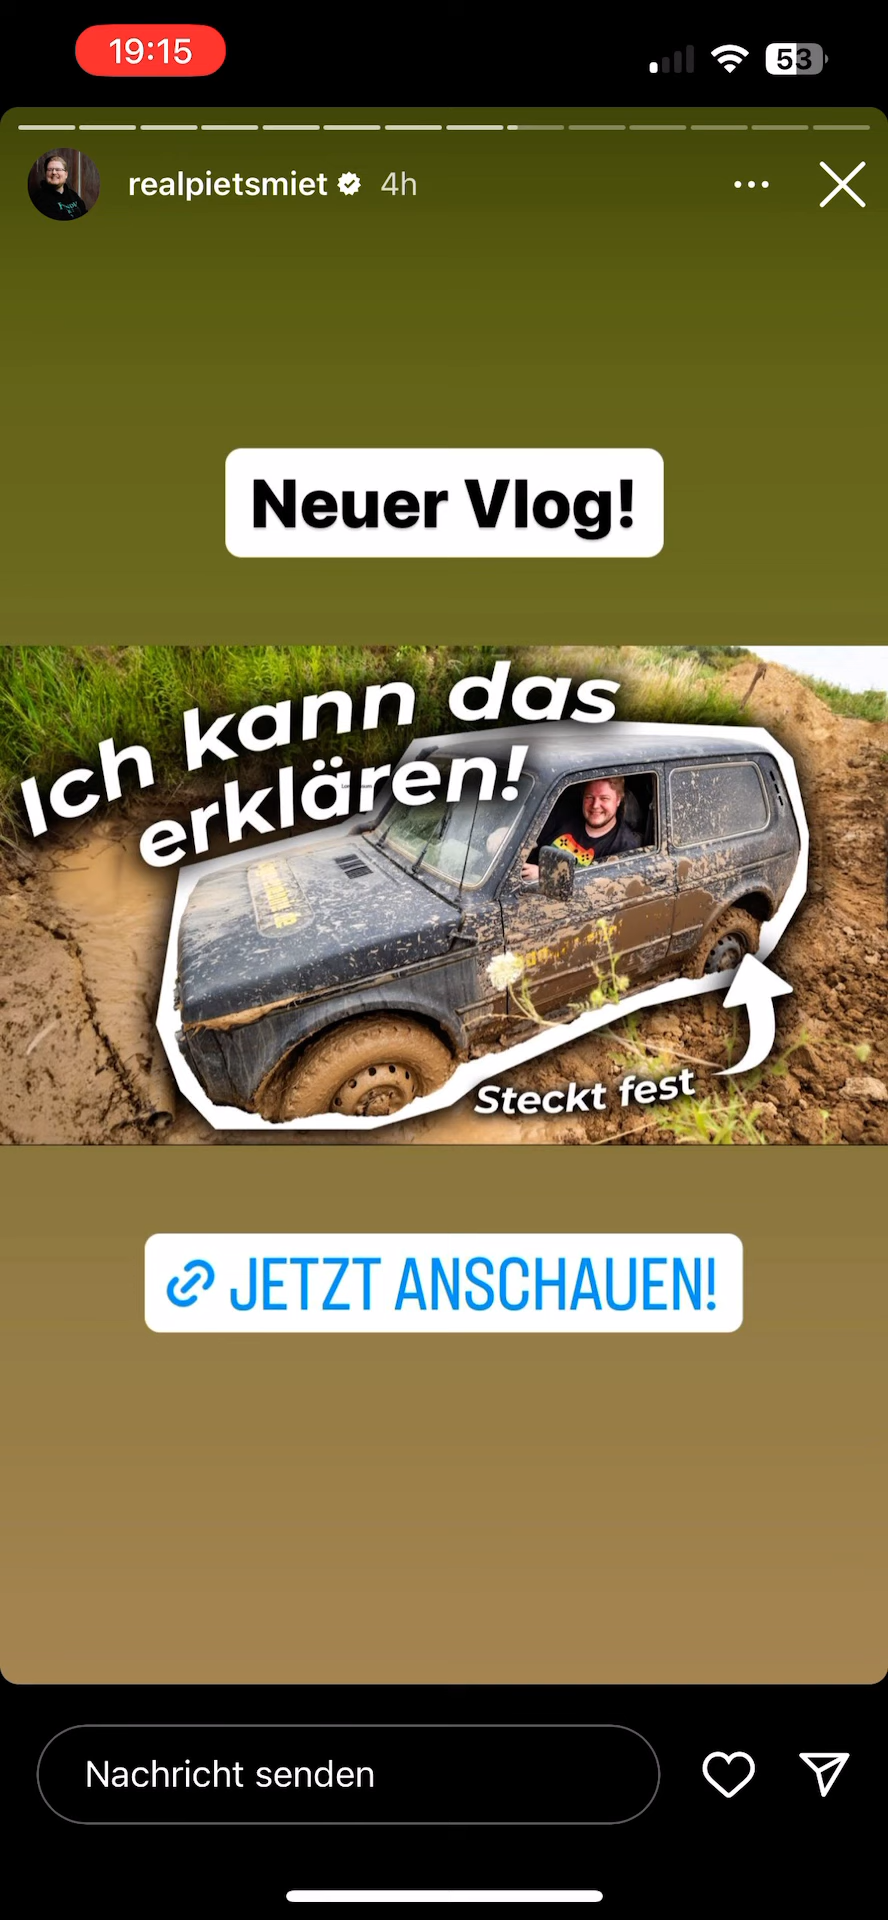 19:15
53
realpietsmiet 4h
Neuer Vlog!
Ich kann das
erklären!
Steckt fest
JETZT ANSCHAUEN!
Nachricht senden